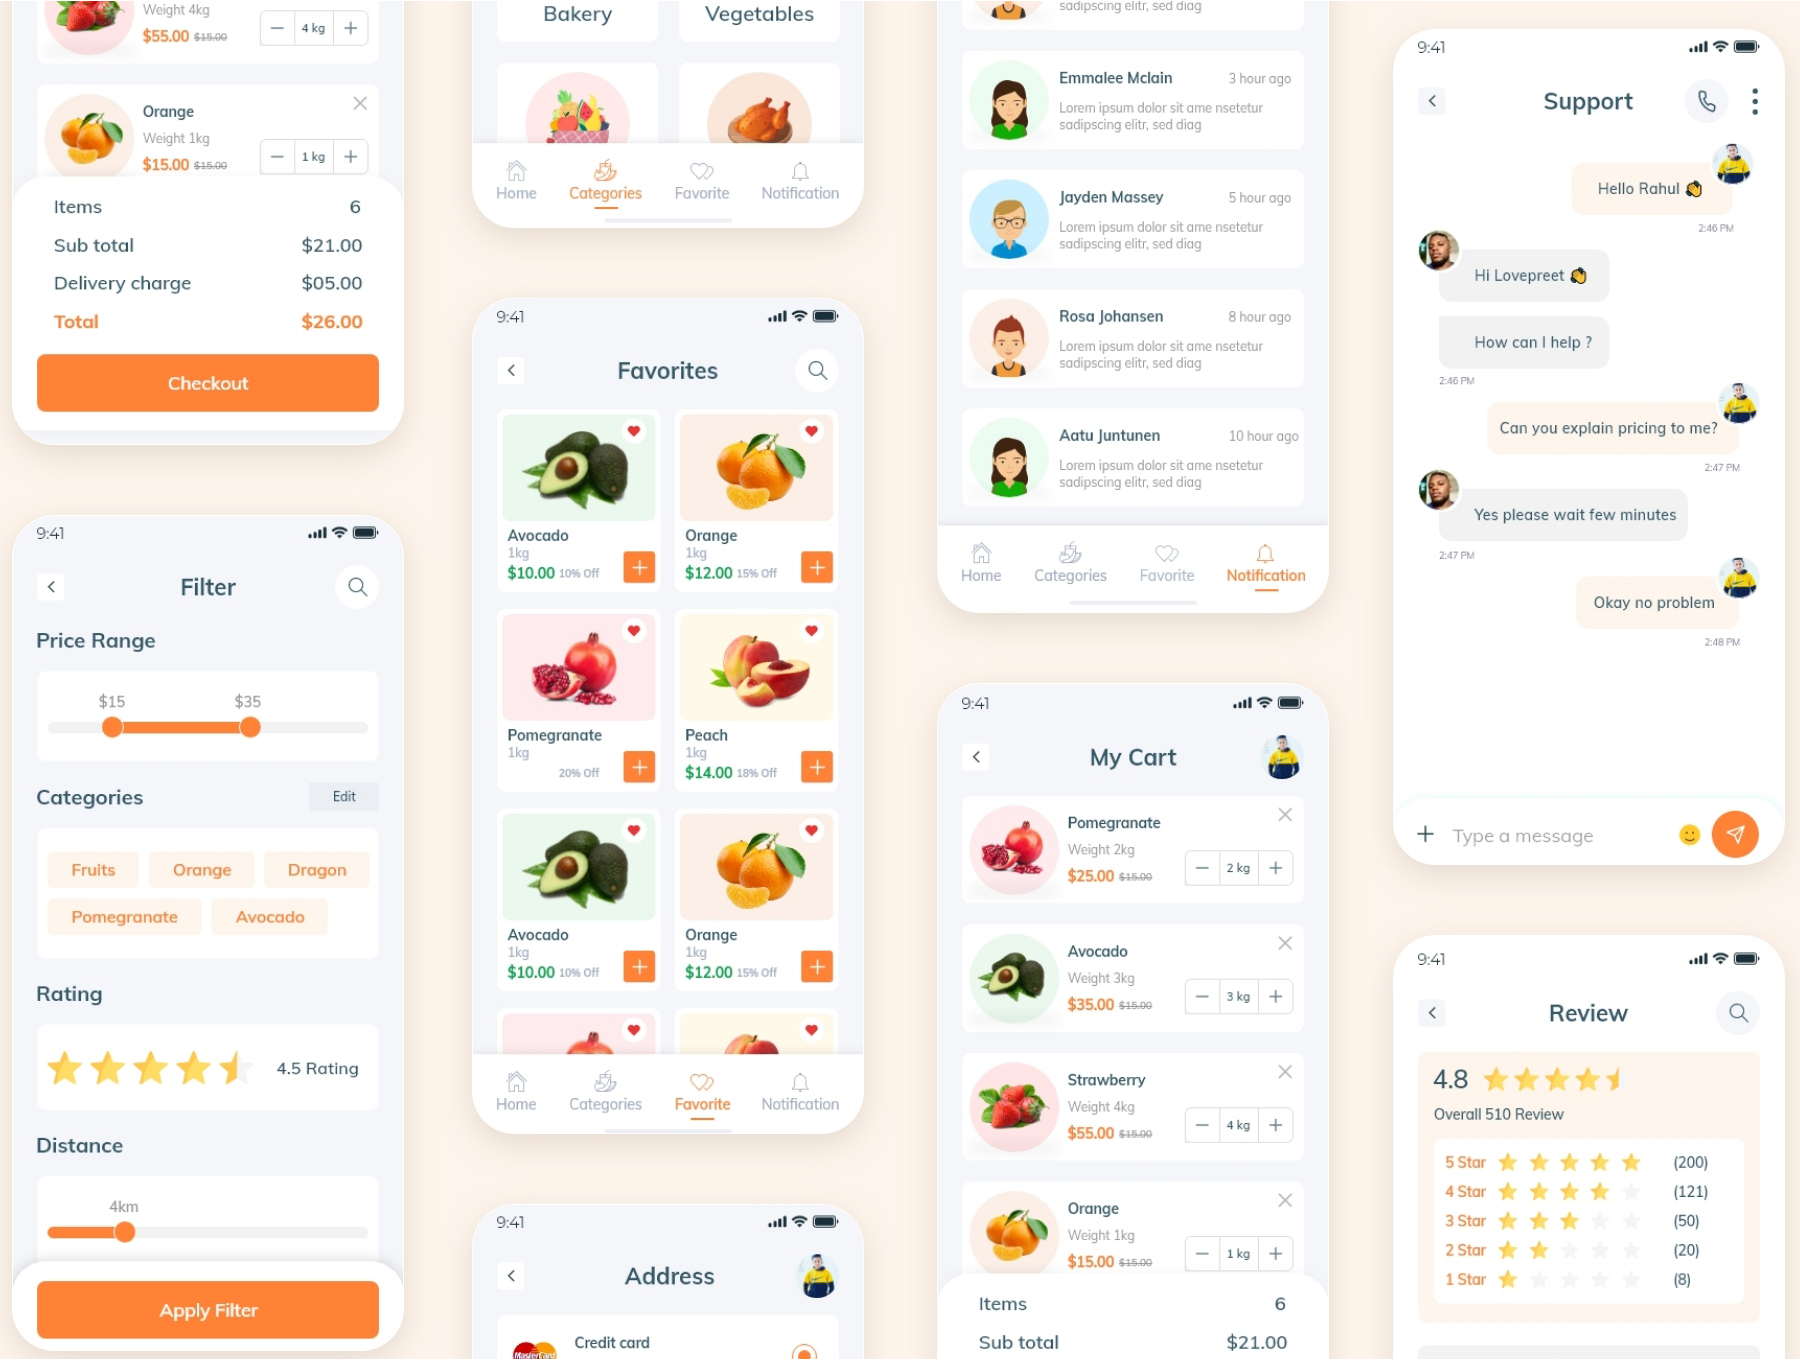 Weight 4kg
$55.00 $15.00
4 kg
Orange
Weight 1kg
$15.00 $15.00
1 kg
Items 6
Sub total $21.00
Delivery charge $05.00
Total $26.00
Checkout
9:41
Filter
Price Range
$15 $35
Categories Edit
Fruits Orange Dragon
Pomegranate Avocado
Rating
4.5 Rating
Distance
4km
Apply Filter
Bakery Vegetables
Home Categories Favorite Notification
9:41
Favorites
Avocado
1kg
$10.00 10% Off
Orange
1kg
$12.00 15% Off
Pomegranate
1kg
20% Off
Peach
1kg
$14.00 18% Off
Avocado
1kg
$10.00 10% Off
Orange
1kg
$12.00 15% Off
Home Categories Favorite Notification
9:41
Address
Credit card
MasterCard
sadipscing elitr, sed diag
Emmalee Mclain 3 hour ago
Lorem ipsum dolor sit ame nsetetur
sadipscing elitr, sed diag
Jayden Massey 5 hour ago
Lorem ipsum dolor sit ame nsetetur
sadipscing elitr, sed diag
Rosa Johansen 8 hour ago
Lorem ipsum dolor sit ame nsetetur
sadipscing elitr, sed diag
Aatu Juntunen 10 hour ago
Lorem ipsum dolor sit ame nsetetur
sadipscing elitr, sed diag
Home Categories Favorite Notification
9:41
My Cart
Pomegranate
Weight 2kg
$25.00 $15.00
2 kg
Avocado
Weight 3kg
$35.00 $15.00
3 kg
Strawberry
Weight 4kg
$55.00 $15.00
4 kg
Orange
Weight 1kg
$15.00 $15.00
1 kg
Items 6
Sub total $21.00
9:41
Support
Hello Rahul
2:46 PM
Hi Lovepreet
How can I help ?
2:46 PM
Can you explain pricing to me?
2:47 PM
Yes please wait few minutes
2:47 PM
Okay no problem
2:48 PM
Type a message
9:41
Review
4.8
Overall 510 Review
5 Star (200)
4 Star (121)
3 Star (50)
2 Star (20)
1 Star (8)